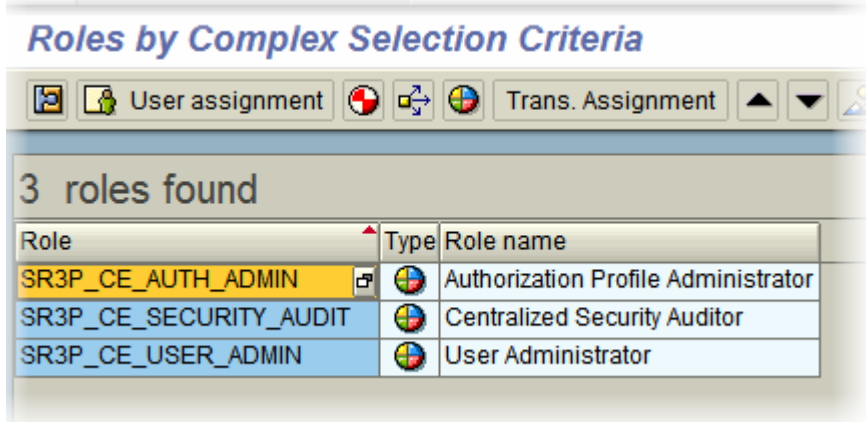 Roles by Complex Selection Criteria
User assignment Trans. Assignment
3 roles found
Role Type Role name
SR3P_CE_AUTH_ADMIN Authorization Profile Administrator
SR3P_CE_SECURITY_AUDIT Centralized Security Auditor
SR3P_CE_USER_ADMIN User Administrator